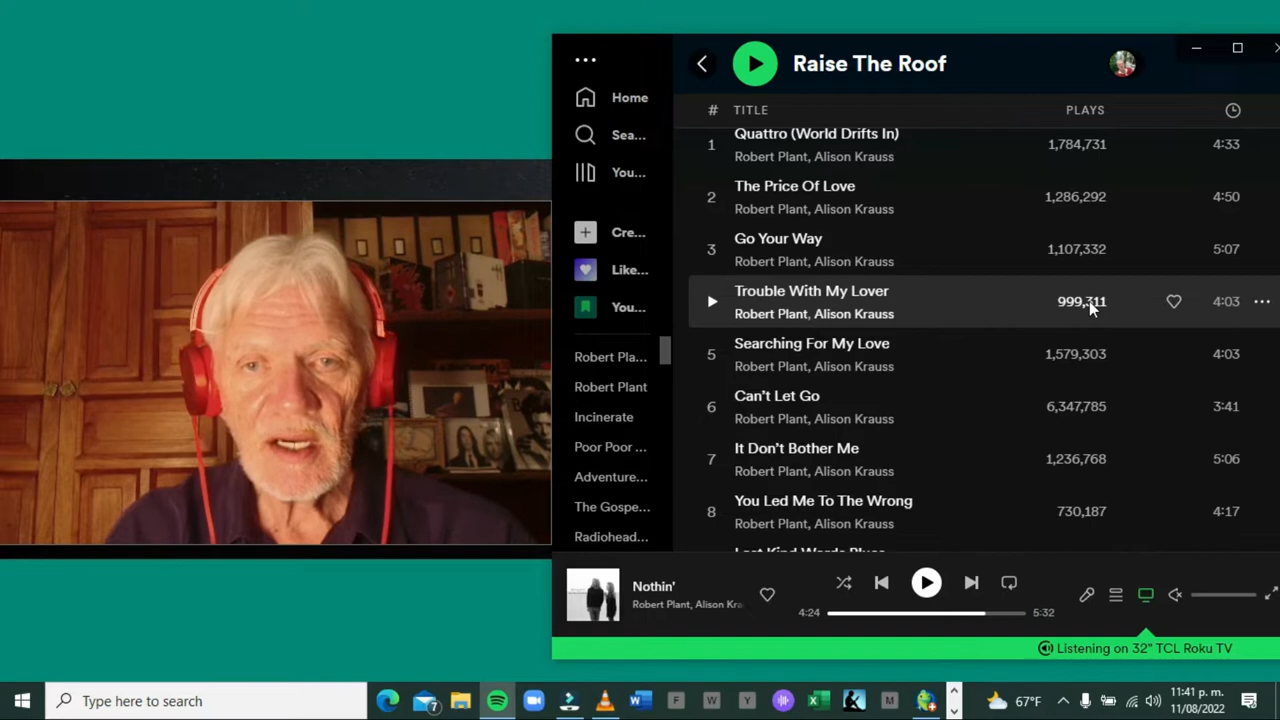 Raise The Roof
Home
Sea...
You...
Cre...
Like...
You...
Robert Pla...
Robert Plant
Incinerate
Poor Poor ...
Adventure...
The Gospe...
Radiohead...
# TITLE PLAYS
1 Quattro (World Drifts In) 1,784,731 4:33
Robert Plant, Alison Krauss
2 The Price Of Love 1,286,292 4:50
Robert Plant, Alison Krauss
3 Go Your Way 1,107,332 5:07
Robert Plant, Alison Krauss
Trouble With My Lover 999,311 4:03
Robert Plant, Alison Krauss
5 Searching For My Love 1,579,303 4:03
Robert Plant, Alison Krauss
6 Can't Let Go 6,347,785 3:41
Robert Plant, Alison Krauss
7 It Don't Bother Me 1,236,768 5:06
Robert Plant, Alison Krauss
8 You Led Me To The Wrong 730,187 4:17
Robert Plant, Alison Krauss
Last Kind Words Blues
Nothin'
Robert Plant, Alison Kra
4:24 5:32
Listening on 32" TCL Roku TV
Type here to search
7
W
F
W
Y
M
67°F
11:41 p. m.
11/08/2022